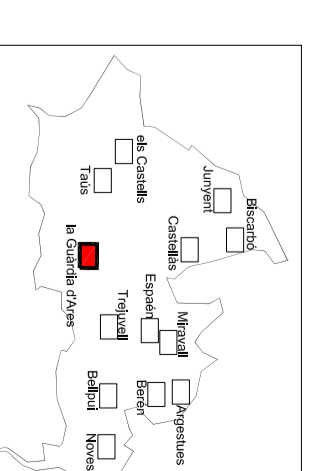 Biscarbó
Junyent
Castellàs
els Castells
Taús
la Guàrdia d'Ares
Espaén
Miravall
Trejuvell
Argestues
Berén
Bellpui
Noves